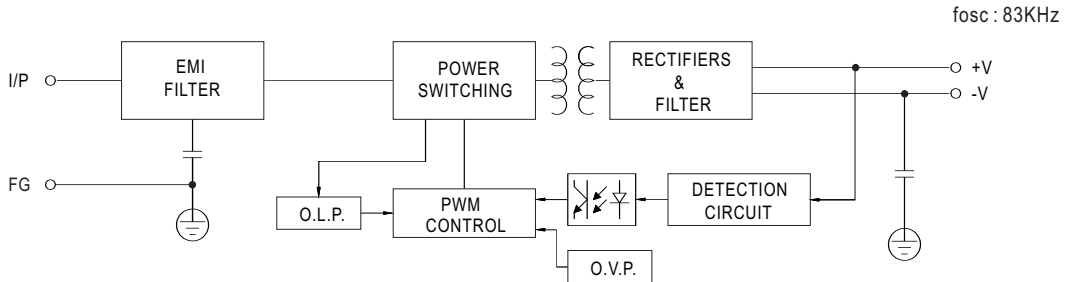 fosc : 83KHz
I/P
EMI
FILTER
POWER
SWITCHING
RECTIFIERS
&
FILTER
+V
-V
FG
O.L.P.
PWM
CONTROL
DETECTION
CIRCUIT
O.V.P.